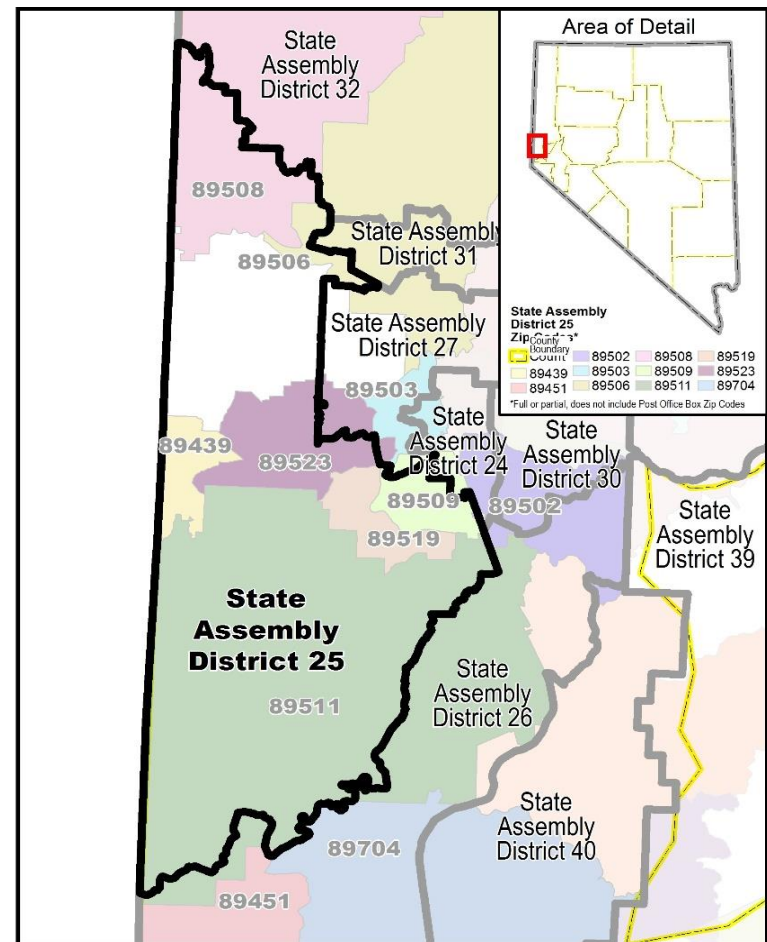 Area of Detail
State
Assembly
District 32
89508
State Assembly
District 31
89506
State Assembly
District 27
89503
State
Assembly
District 24
State
Assembly
District 30
89439
89523
89509
89502
89519
State
Assembly
District 39
State
Assembly
District 25
89511
State
Assembly
District 26
State
Assembly
District 40
89704
89451
State Assembly
District 25
Zip Codes*
County
Boundary
Count
89439
89451
89502
89503
89506
89508
89509
89511
89519
89523
89704
*Full or partial, does not include Post Office Box Zip Codes